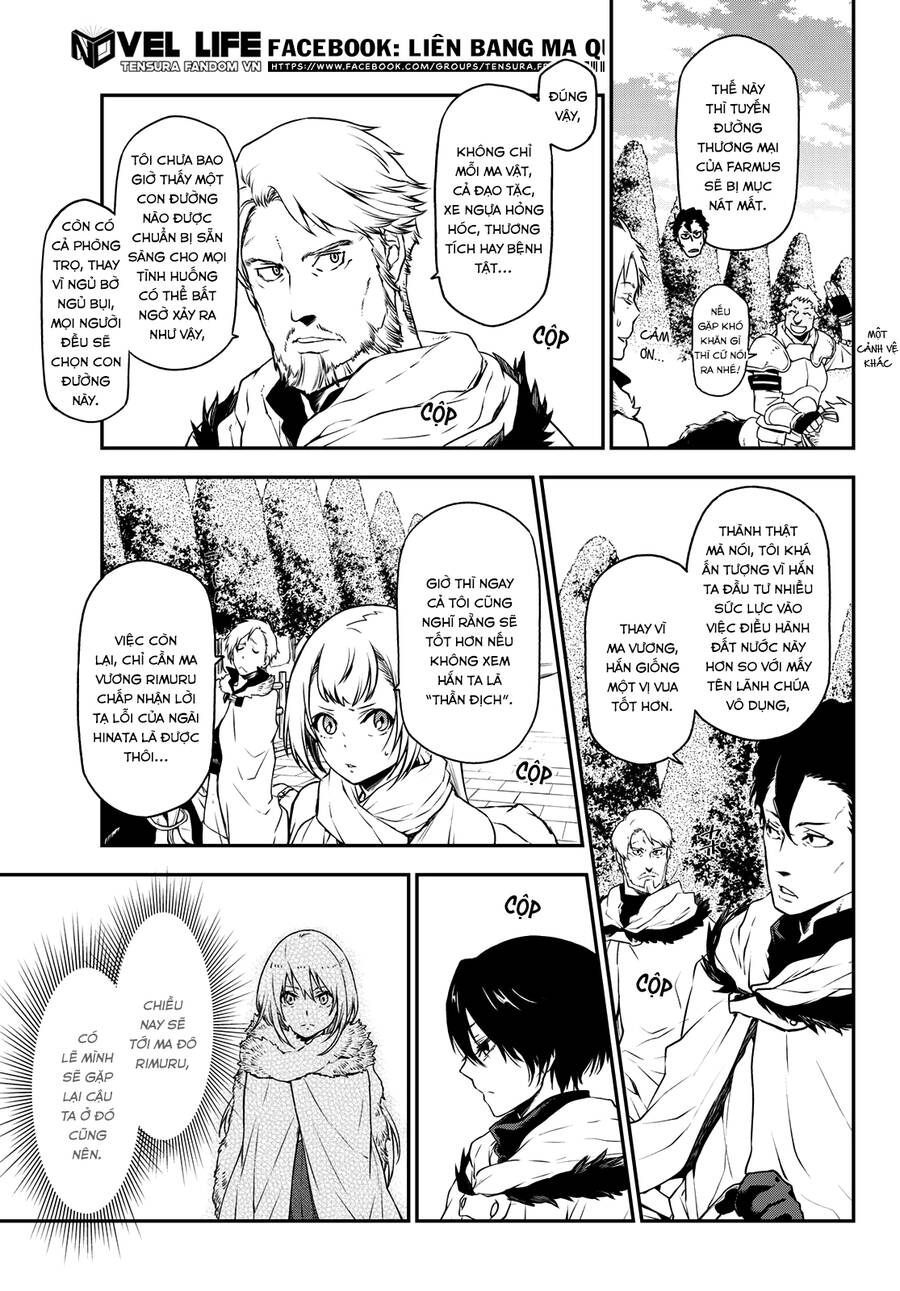 NOVEL LIFE
TENSURA FANDOM VN
FACEBOOK: LIÊN BANG MA QU
THẾ NÀY
THÌ TUYẾN
ĐƯỜNG
THƯƠNG MẠI
CỦA FARMUS
SẼ BỊ MỤC
NÁT MẤT.
NẾU
GẶP KHÓ
KHĂN GÌ
THÌ CỨ NÓI
RA NHÉ!
CẢM
ƠN...
MỘT
CẢNH VỆ
KHÁC
ĐÚNG
VẬY,
KHÔNG CHỈ
MỖI MA VẬT,
CẢ ĐẠO TẶC,
XE NGỰA HỎNG
HÓC, THƯƠNG
TÍCH HAY BỆNH
TẬT...
TÔI CHƯA BAO
GIỜ THẤY MỘT
CON ĐƯỜNG
NÀO ĐƯỢC
CHUẨN BỊ SẴN
SÀNG CHO MỌI
TÌNH HUỐNG
CÓ THỂ BẤT
NGỜ XẢY RA
NHƯ VẬY,
CÒN CÓ
CẢ PHÒNG
TRỌ, THAY
VÌ NGỦ BỜ
NGỦ BỤI,
MỌI NGƯỜI
ĐỀU SẼ
CHỌN CON
ĐƯỜNG
NÀY.
CỘP
CỘP
THÀNH THẬT
MÀ NÓI, TÔI KHÁ
ẤN TƯỢNG VÌ HẮN
TA ĐẦU TƯ NHIỀU
SỨC LỰC VÀO
VIỆC ĐIỀU HÀNH
ĐẤT NƯỚC NÀY
HƠN SO VỚI MẤY
TÊN LÃNH CHÚA
VÔ DỤNG,
THAY VÌ
MA VƯƠNG,
HẮN GIỐNG
MỘT VỊ VUA
TỐT HƠN.
CỘP
GIỜ THÌ NGAY
CẢ TÔI CŨNG
NGHĨ RẰNG SẼ
TỐT HƠN NẾU
KHÔNG XEM
HẮN TA LÀ
"THẦN ĐỊCH".
VIỆC CÒN
LẠI, CHỈ CẦN MA
VƯƠNG RIMURU
CHẤP NHẬN LỜI
TẠ LỖI CỦA NGÀI
HINATA LÀ ĐƯỢC
THÔI...
CỘP
CỘP
CHIỀU
NAY SẼ
TỚI MA ĐÔ
RIMURU,
CÓ
LẼ MÌNH
SẼ GẶP
LẠI CẬU
TA Ở ĐÓ
CŨNG
NÊN.